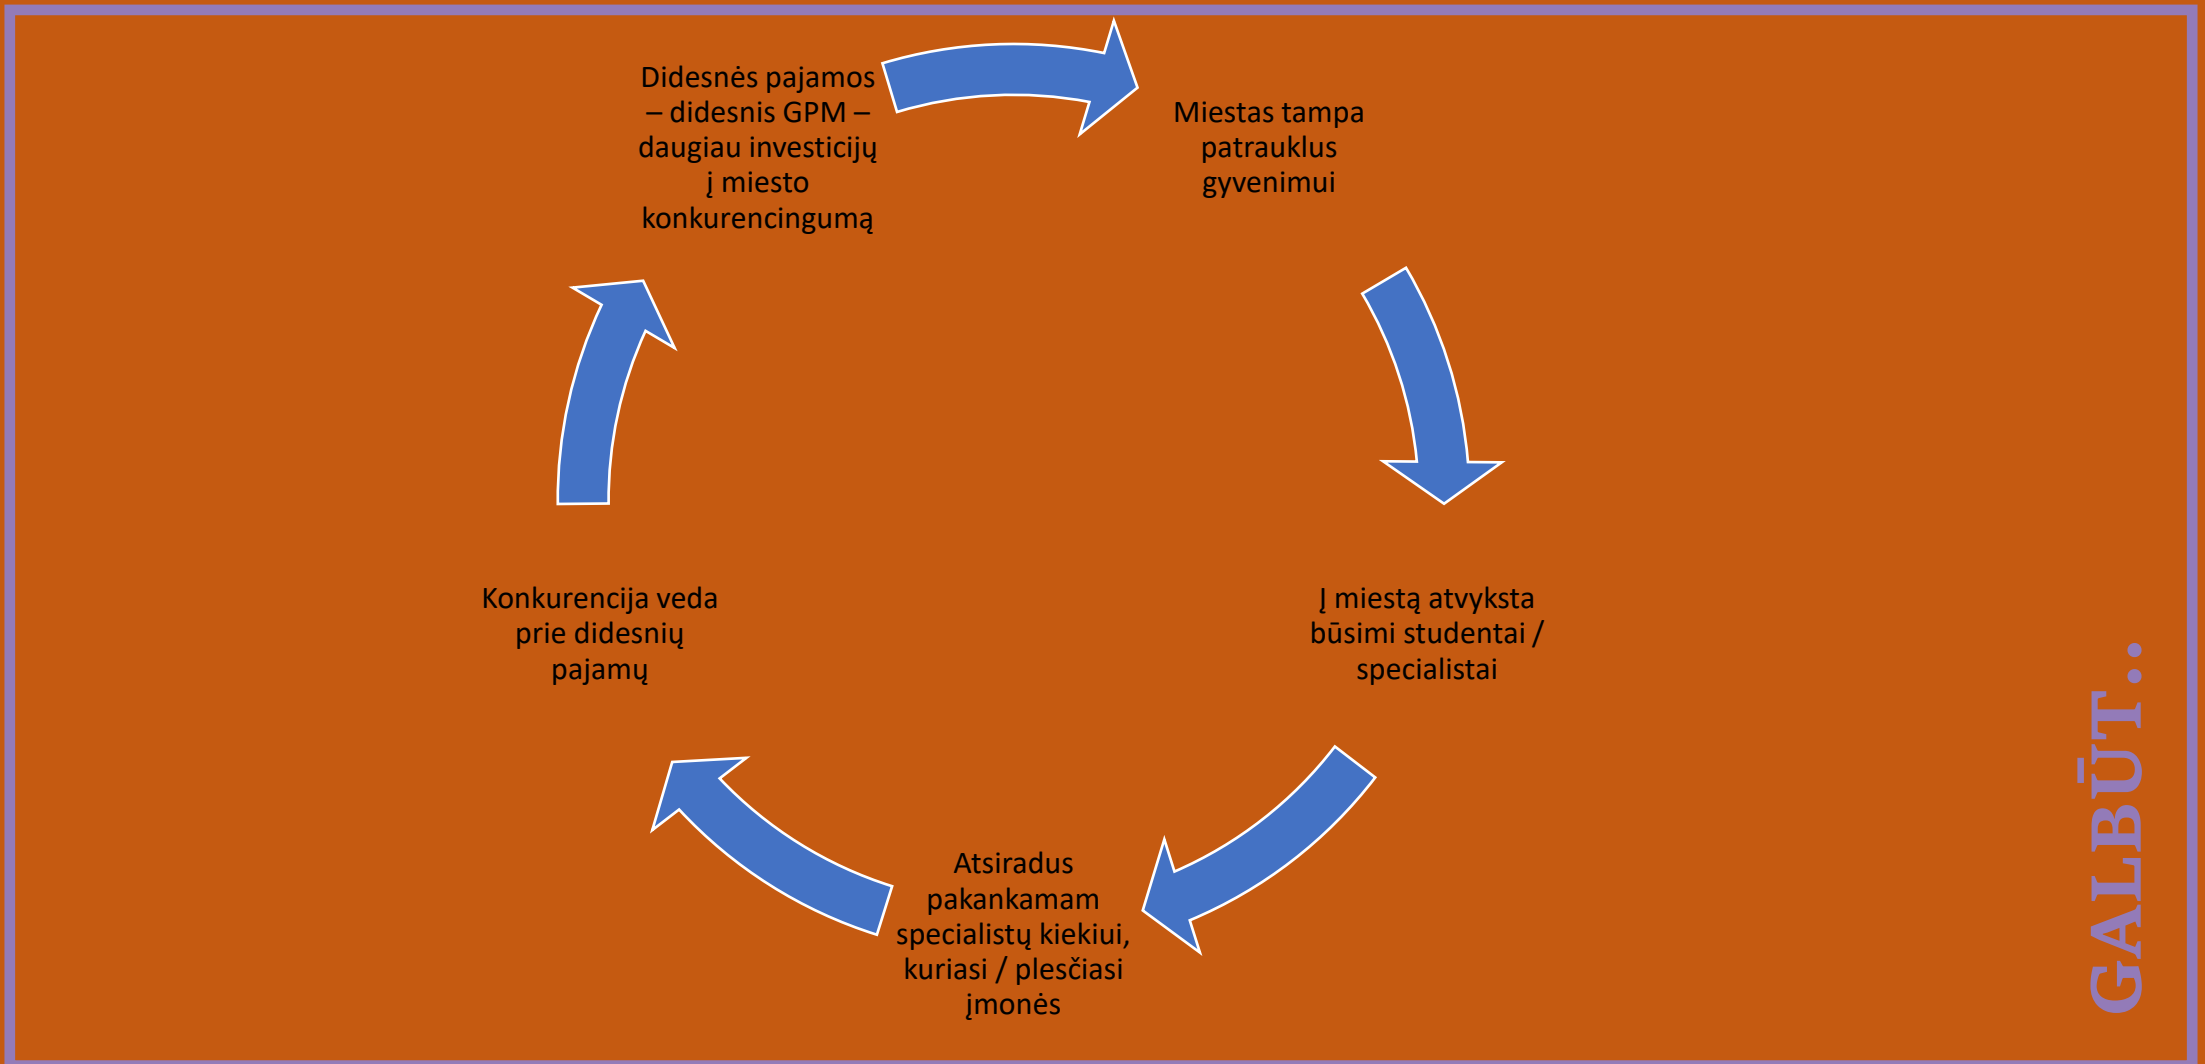 Didesnės pajamos
– didesnis GPM –
daugiau investicijų
į miesto
konkurencingumą
Miestas tampa
patrauklus
gyvenimui
Į miestą atvyksta
būsimi studentai /
specialistai
Atsiradus
pakankamam
specialistų kiekiui,
kuriasi / plesčiasi
įmonės
Konkurencija veda
prie didesnių
pajamų
GALBŪT..